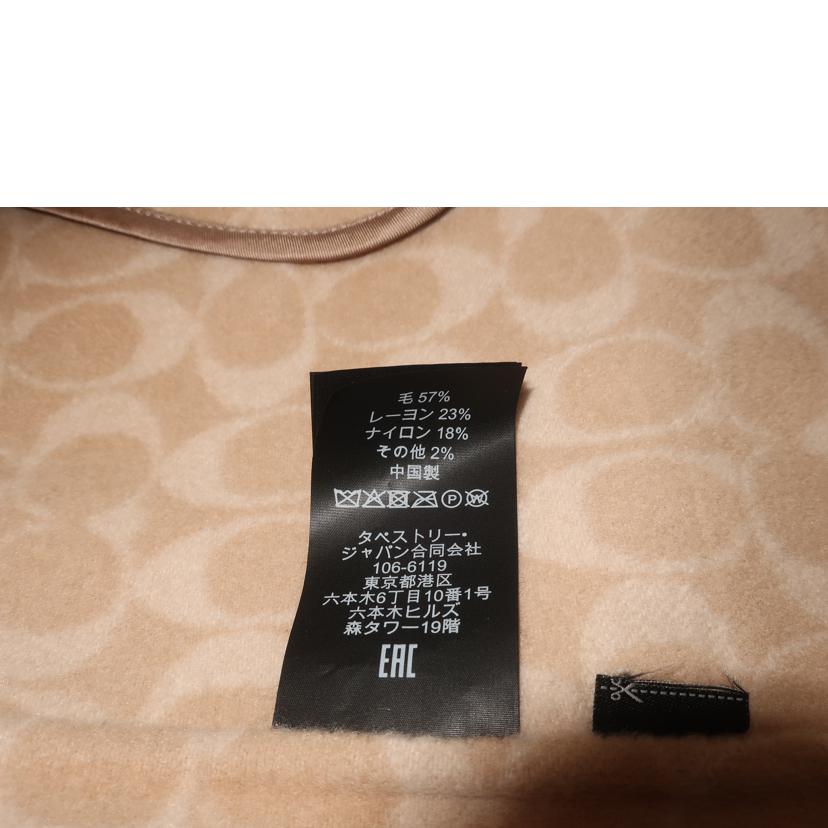 毛 57%
レーヨン 23%
ナイロン 18%
その他 2%
中国製
P W
タペストリー・
ジャパン合同会社
106-6119
東京都港区
六本木6丁目10番1号
六本木ヒルズ
森タワー19階
EAC